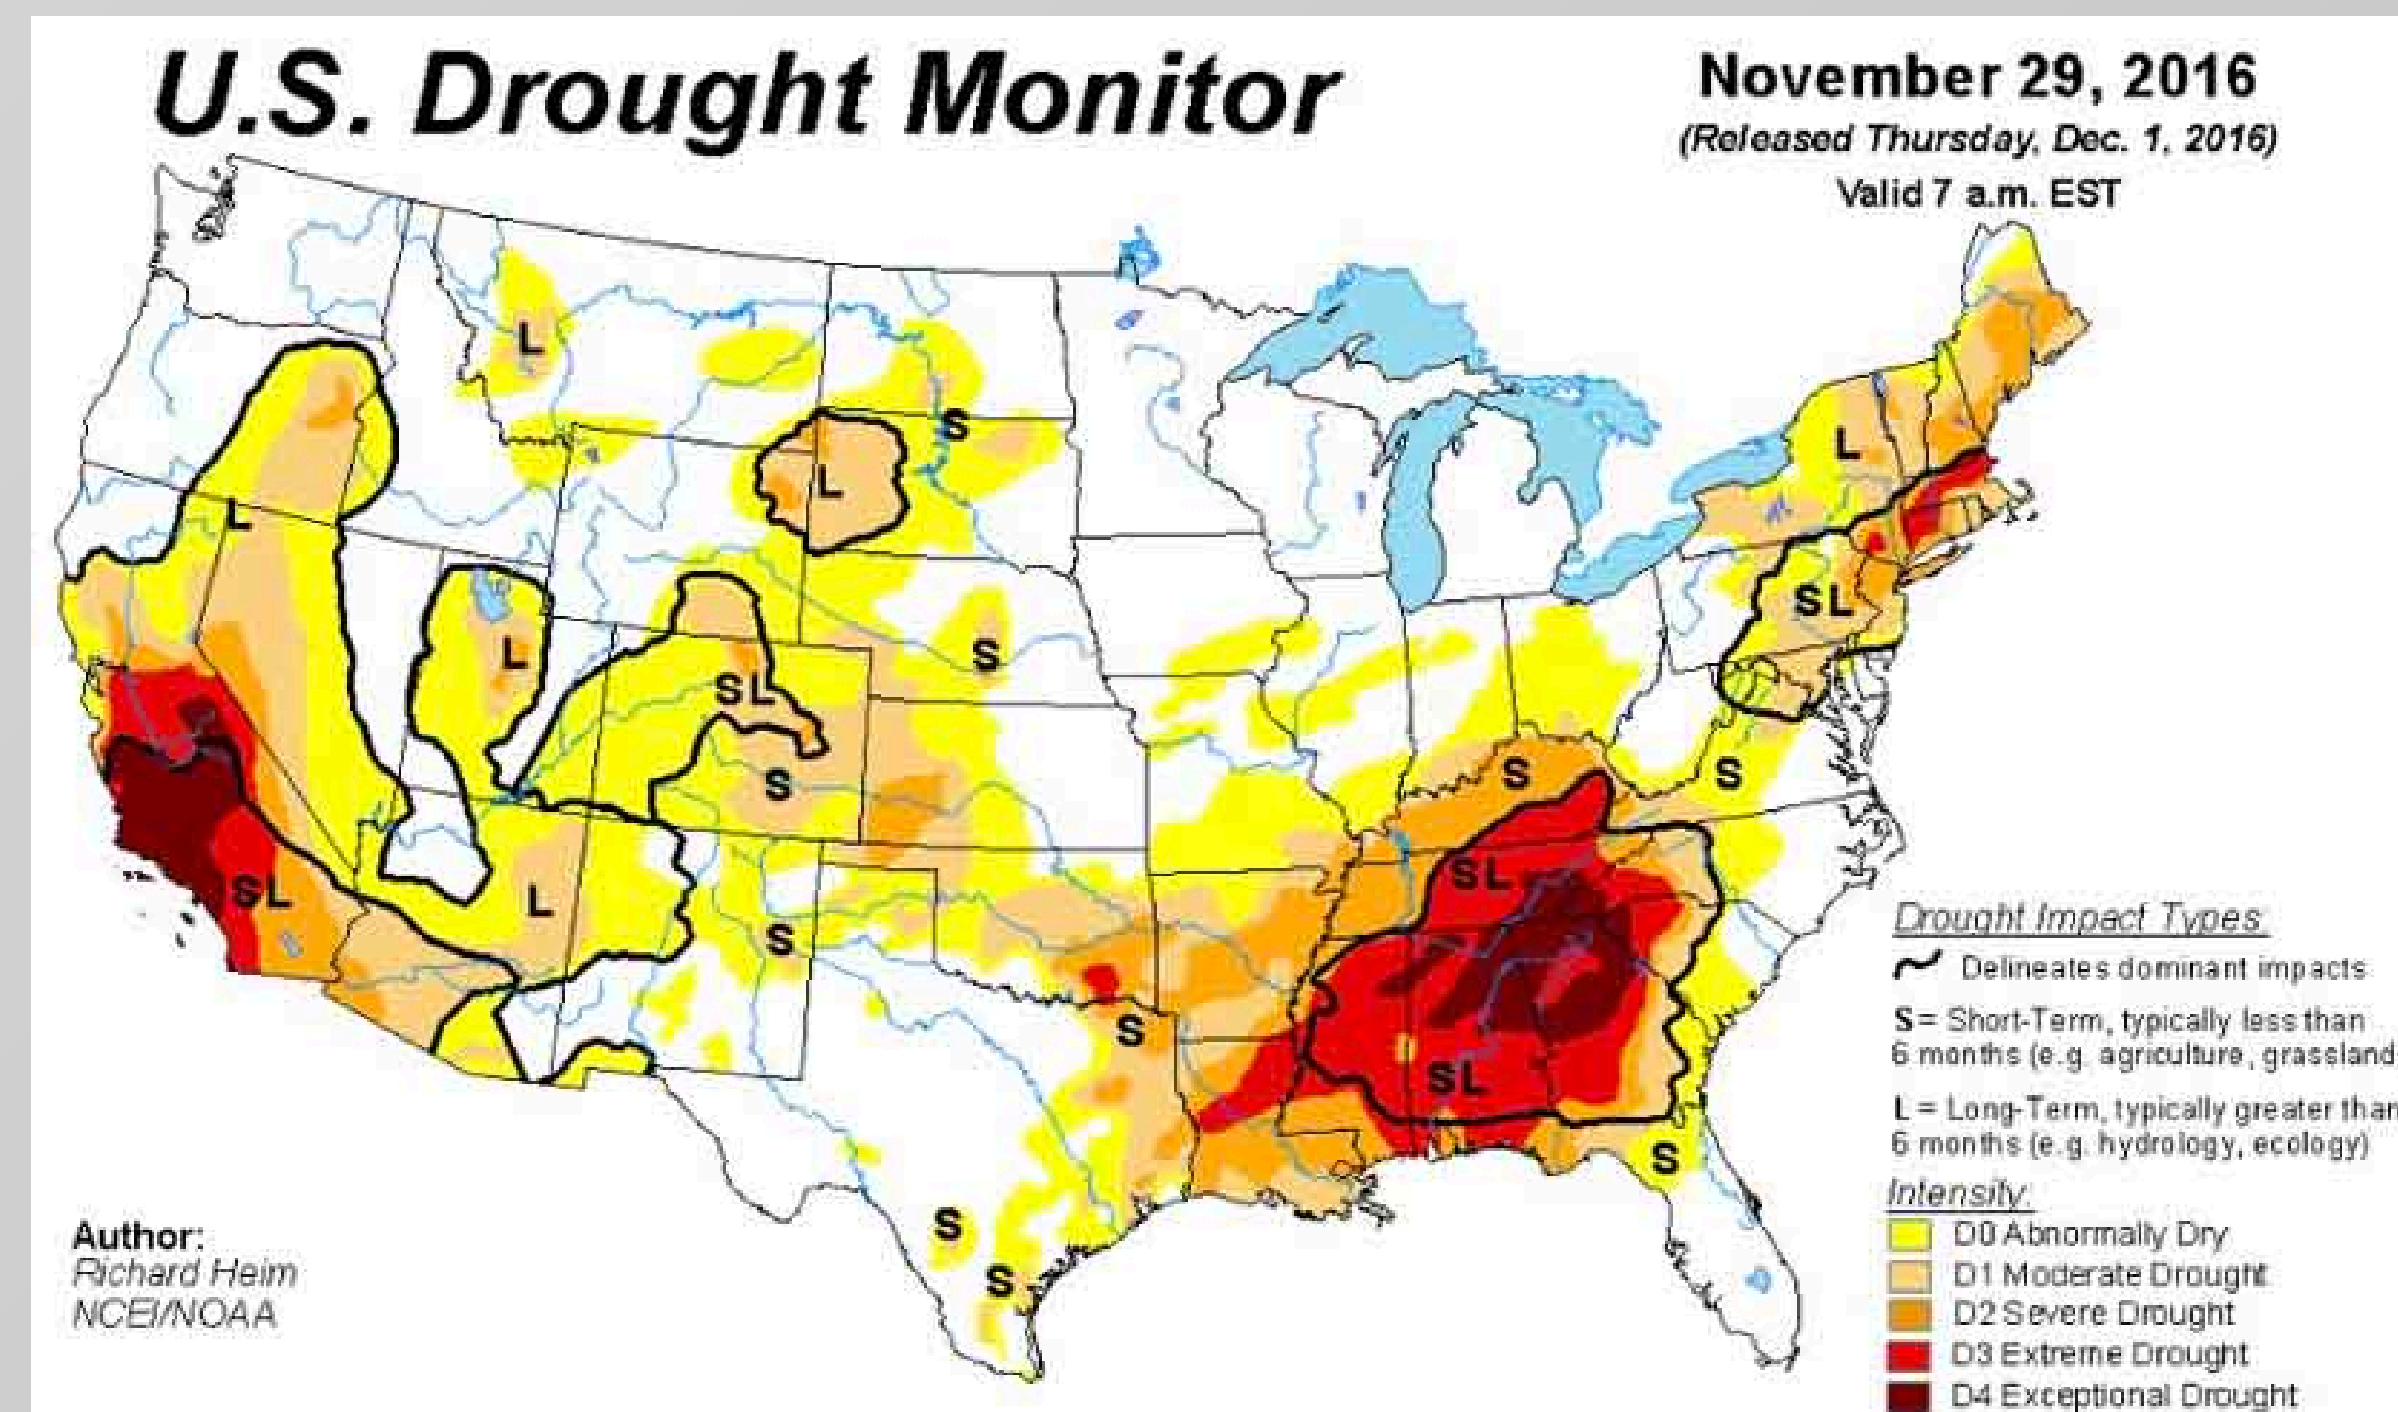 U.S. Drought Monitor
November 29, 2016
(Released Thursday, Dec. 1, 2016)
Valid 7 a.m. EST
L
S
L
L
L
SL
L
S
SL
S
S
S
SL
SL
L
S
S
SL
S
S
S
Author:
Richard Heim
NCEI/NOAA
Drought Impact Types:
Delineates dominant impacts
S = Short-Term, typically less than
6 months (e.g. agriculture, grassland
L = Long-Term, typically greater than
6 months (e.g. hydrology, ecology)
Intensity:
D0 Abnormally Dry
D1 Moderate Drought
D2 Severe Drought
D3 Extreme Drought
D4 Exceptional Drought